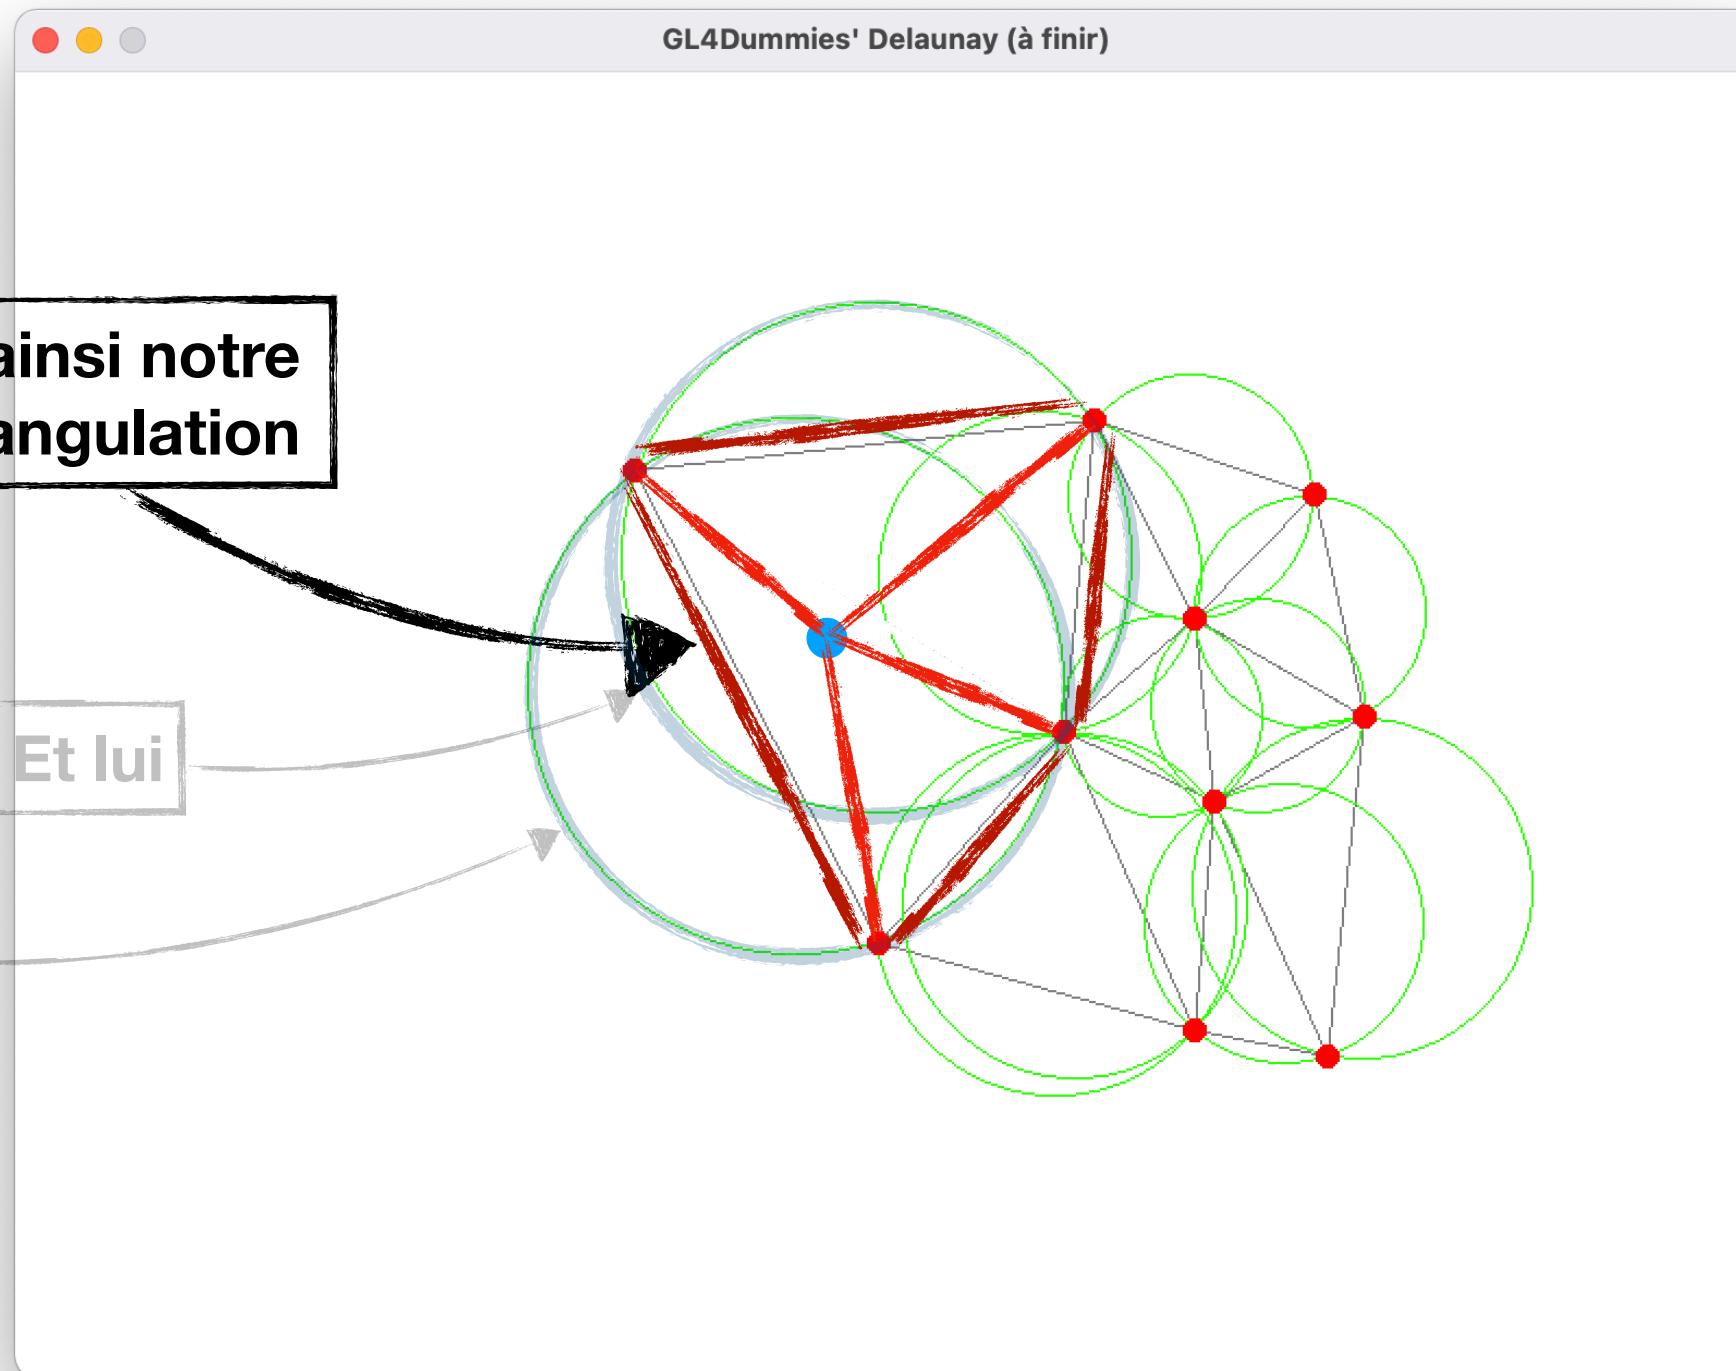 GL4Dummies' Delaunay (à finir)
ainsi notre
angulation
Et lui